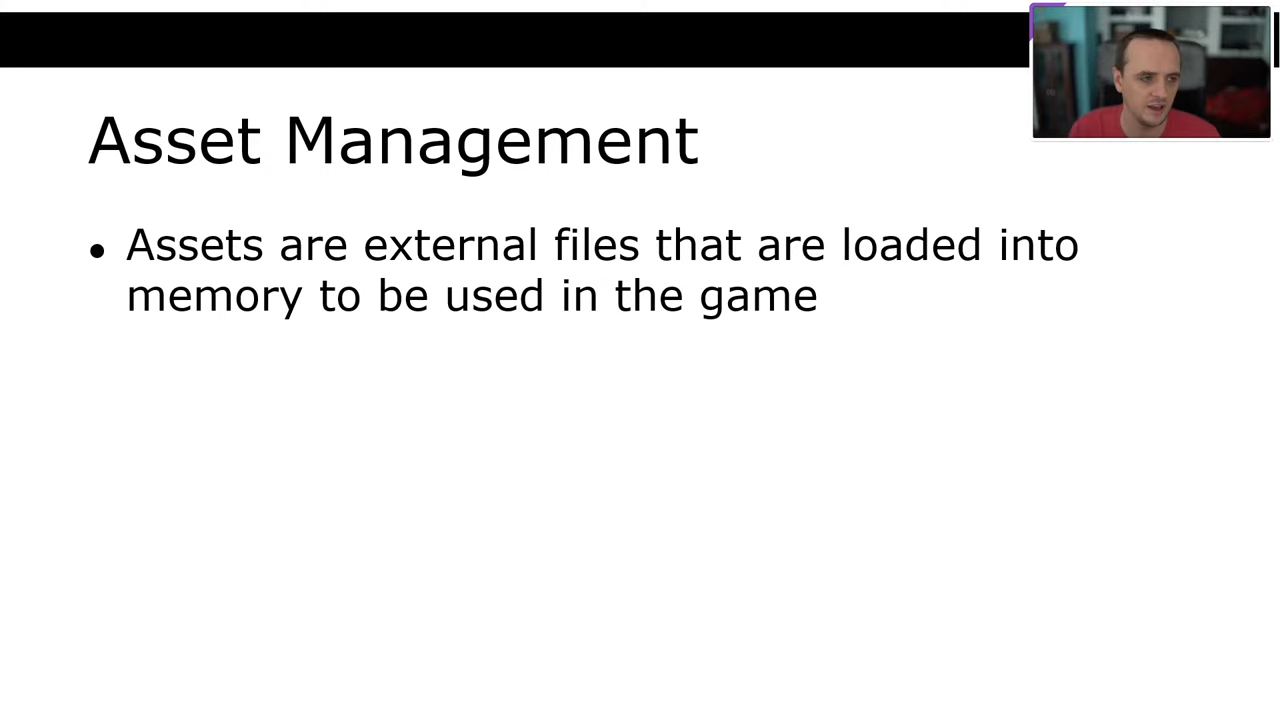 Asset Management
• Assets are external files that are loaded into
memory to be used in the game